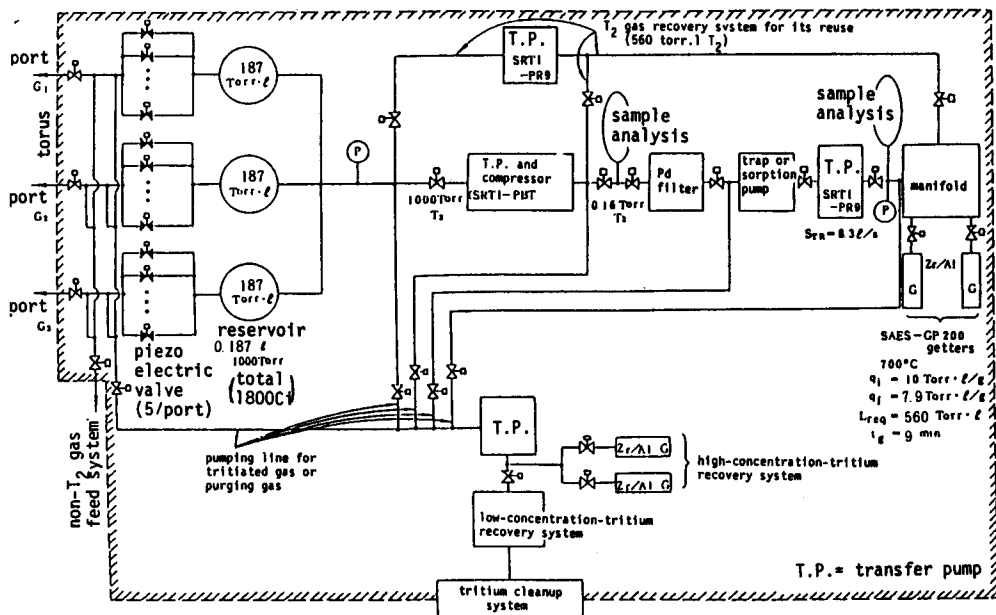 port
G₁
torus
port
G₂
port
G₃
187
Torr·ℓ
187
Torr·ℓ
187
Torr·ℓ
piezo
electric
valve
(5/port)
reservoir
0.187 ℓ
1000 Torr
(total
1800Ci)
non-T₂ gas
feed system
P
T.P.
SRTI
-PR9
T₂ gas recovery system for its reuse
(560 torr.l T₂)
1000 Torr
T₂
T.P. and
compressor
SRTI-PBT
sample
analysis
0.16 Torr
T₂
Pd
filter
trap or
sorption
pump
T.P.
SRTI
-PR9
sample
analysis
P
manifold
G
Zr/Al
G
SAES-GP 200
getters
700°C
qᵢ = 10 Torr·ℓ/g
q_f = 7.9 Torr·ℓ/g
L_req = 560 Torr·ℓ
= 9 min
pumping line for
tritiated gas or
purging gas
T.P.
Zr/Al G
Zr/Al G
high-concentration-tritium
recovery system
low-concentration-tritium
recovery system
tritium cleanup
system
T.P.= transfer pump